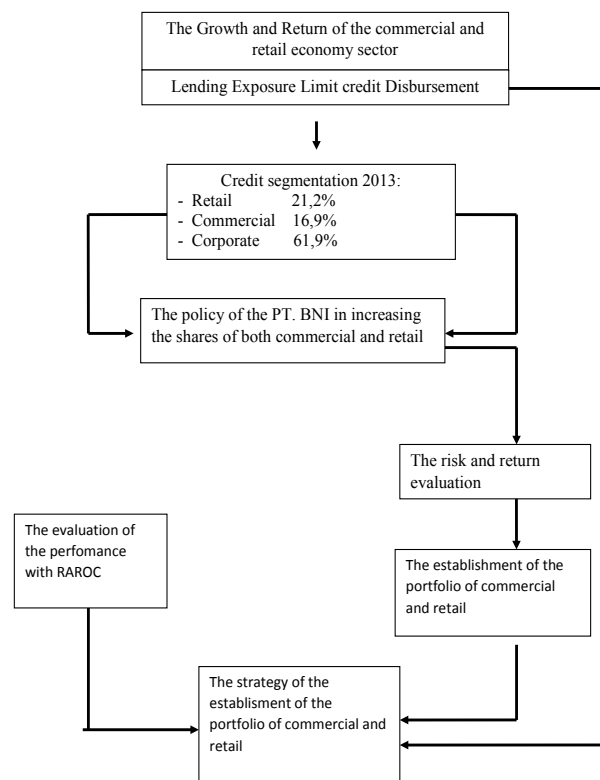 The Growth and Return of the commercial and
retail economy sector
Lending Exposure Limit credit Disbursement
Credit segmentation 2013:
- Retail 21,2%
- Commercial 16,9%
- Corporate 61,9%
The policy of the PT. BNI in increasing
the shares of both commercial and retail
The risk and return
evaluation
The evaluation of
the perfomance
with RAROC
The establishment of the
portfolio of commercial
and retail
The strategy of the
establisment of the
portfolio of commercial and
retail